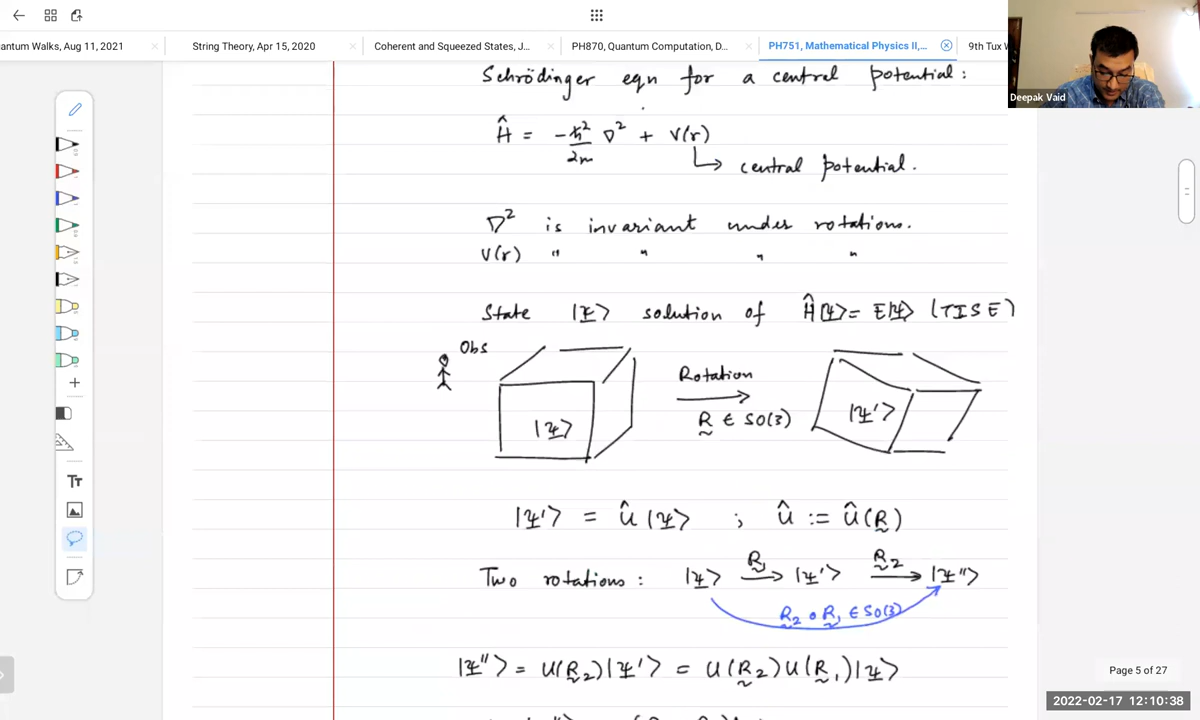 antum Walks, Aug 11, 2021
String Theory, Apr 15, 2020
Coherent and Squeezed States, J...
PH870, Quantum Computation, D...
PH751, Mathematical Physics II,...
9th Tux W
Deepak Vaid
Schrödinger eqn for a central potential :
Ĥ = -ħ²/2m ∇² + V(r)
↳ central potential.
∇² is invariant under rotations.
V(r) " " " "
State |Ψ> solution of Ĥ|Ψ> = E|Ψ> (TISE)
Obs
Rotation
R ∈ SO(3)
|Ψ>
|Ψ'>
|Ψ'> = Û |Ψ> ; Û := Û(R)
Two rotations : |Ψ> R₁→ |Ψ'> R₂→ |Ψ''>
R₂ ∘ R₁ ∈ SO(3)
|Ψ''> = U(R₂)|Ψ'> = U(R₂)U(R₁)|Ψ>
Tт
Page 5 of 27
2022-02-17 12:10:38